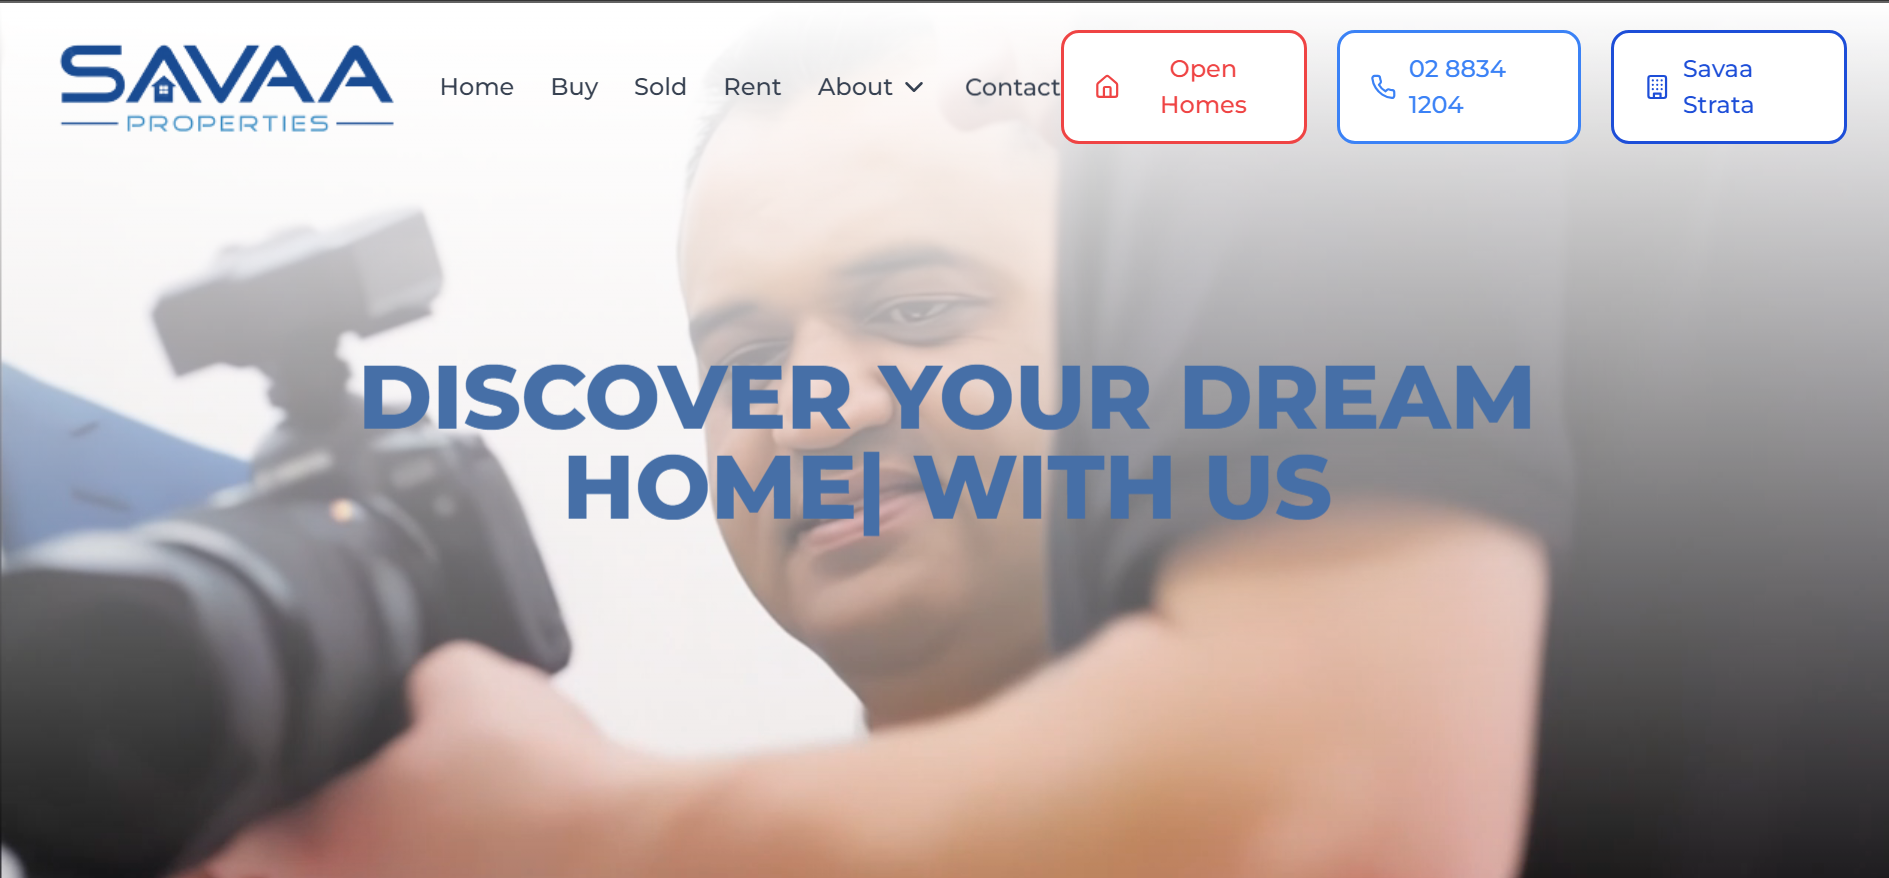 SAVAA
PROPERTIES
Home Buy Sold Rent About Contact
Open
Homes
02 8834
1204
Savaa
Strata
DISCOVER YOUR DREAM
HOME| WITH US